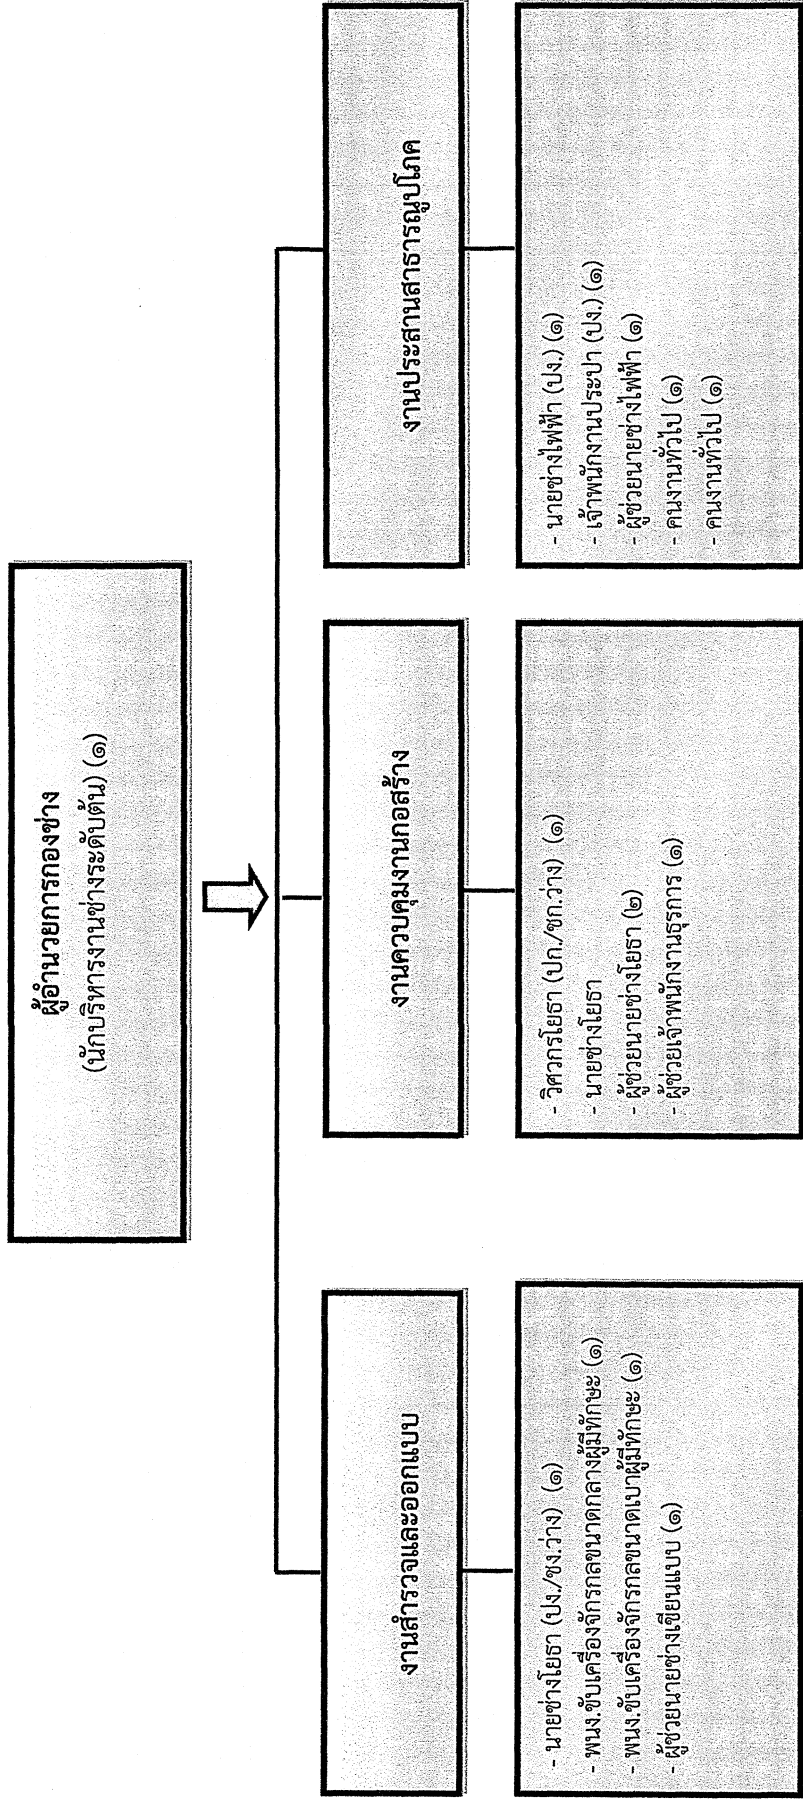 ผู้อำนวยการกองช่าง
(นักบริหารงานช่างระดับต้น) (๑)
งานสำรวจและออกแบบ
- นายช่างโยธา (ปง./ชง.ว่าง) (๑)
- พนง.ขับเครื่องจักรกลขนาดกลางผู้มีทักษะ (๑)
- พนง.ขับเครื่องจักรกลขนาดเบาผู้มีทักษะ (๑)
- ผู้ช่วยนายช่างเขียนแบบ (๑)
งานควบคุมงานกอสร้าง
- วิศวกรโยธา (ปก./ชก.ว่าง) (๑)
- นายช่างโยธา
- ผู้ช่วยนายช่างโยธา (๒)
- ผู้ช่วยเจ้าพนักงานธุรการ (๑)
งานประสานสาธารณูปโภค
- นายช่างไฟฟ้า (ปง.) (๑)
- เจ้าพนักงานประปา (ปง.) (๑)
- ผู้ช่วยนายช่างไฟฟ้า (๑)
- คนงานทั่วไป (๑)
- คนงานทั่วไป (๑)